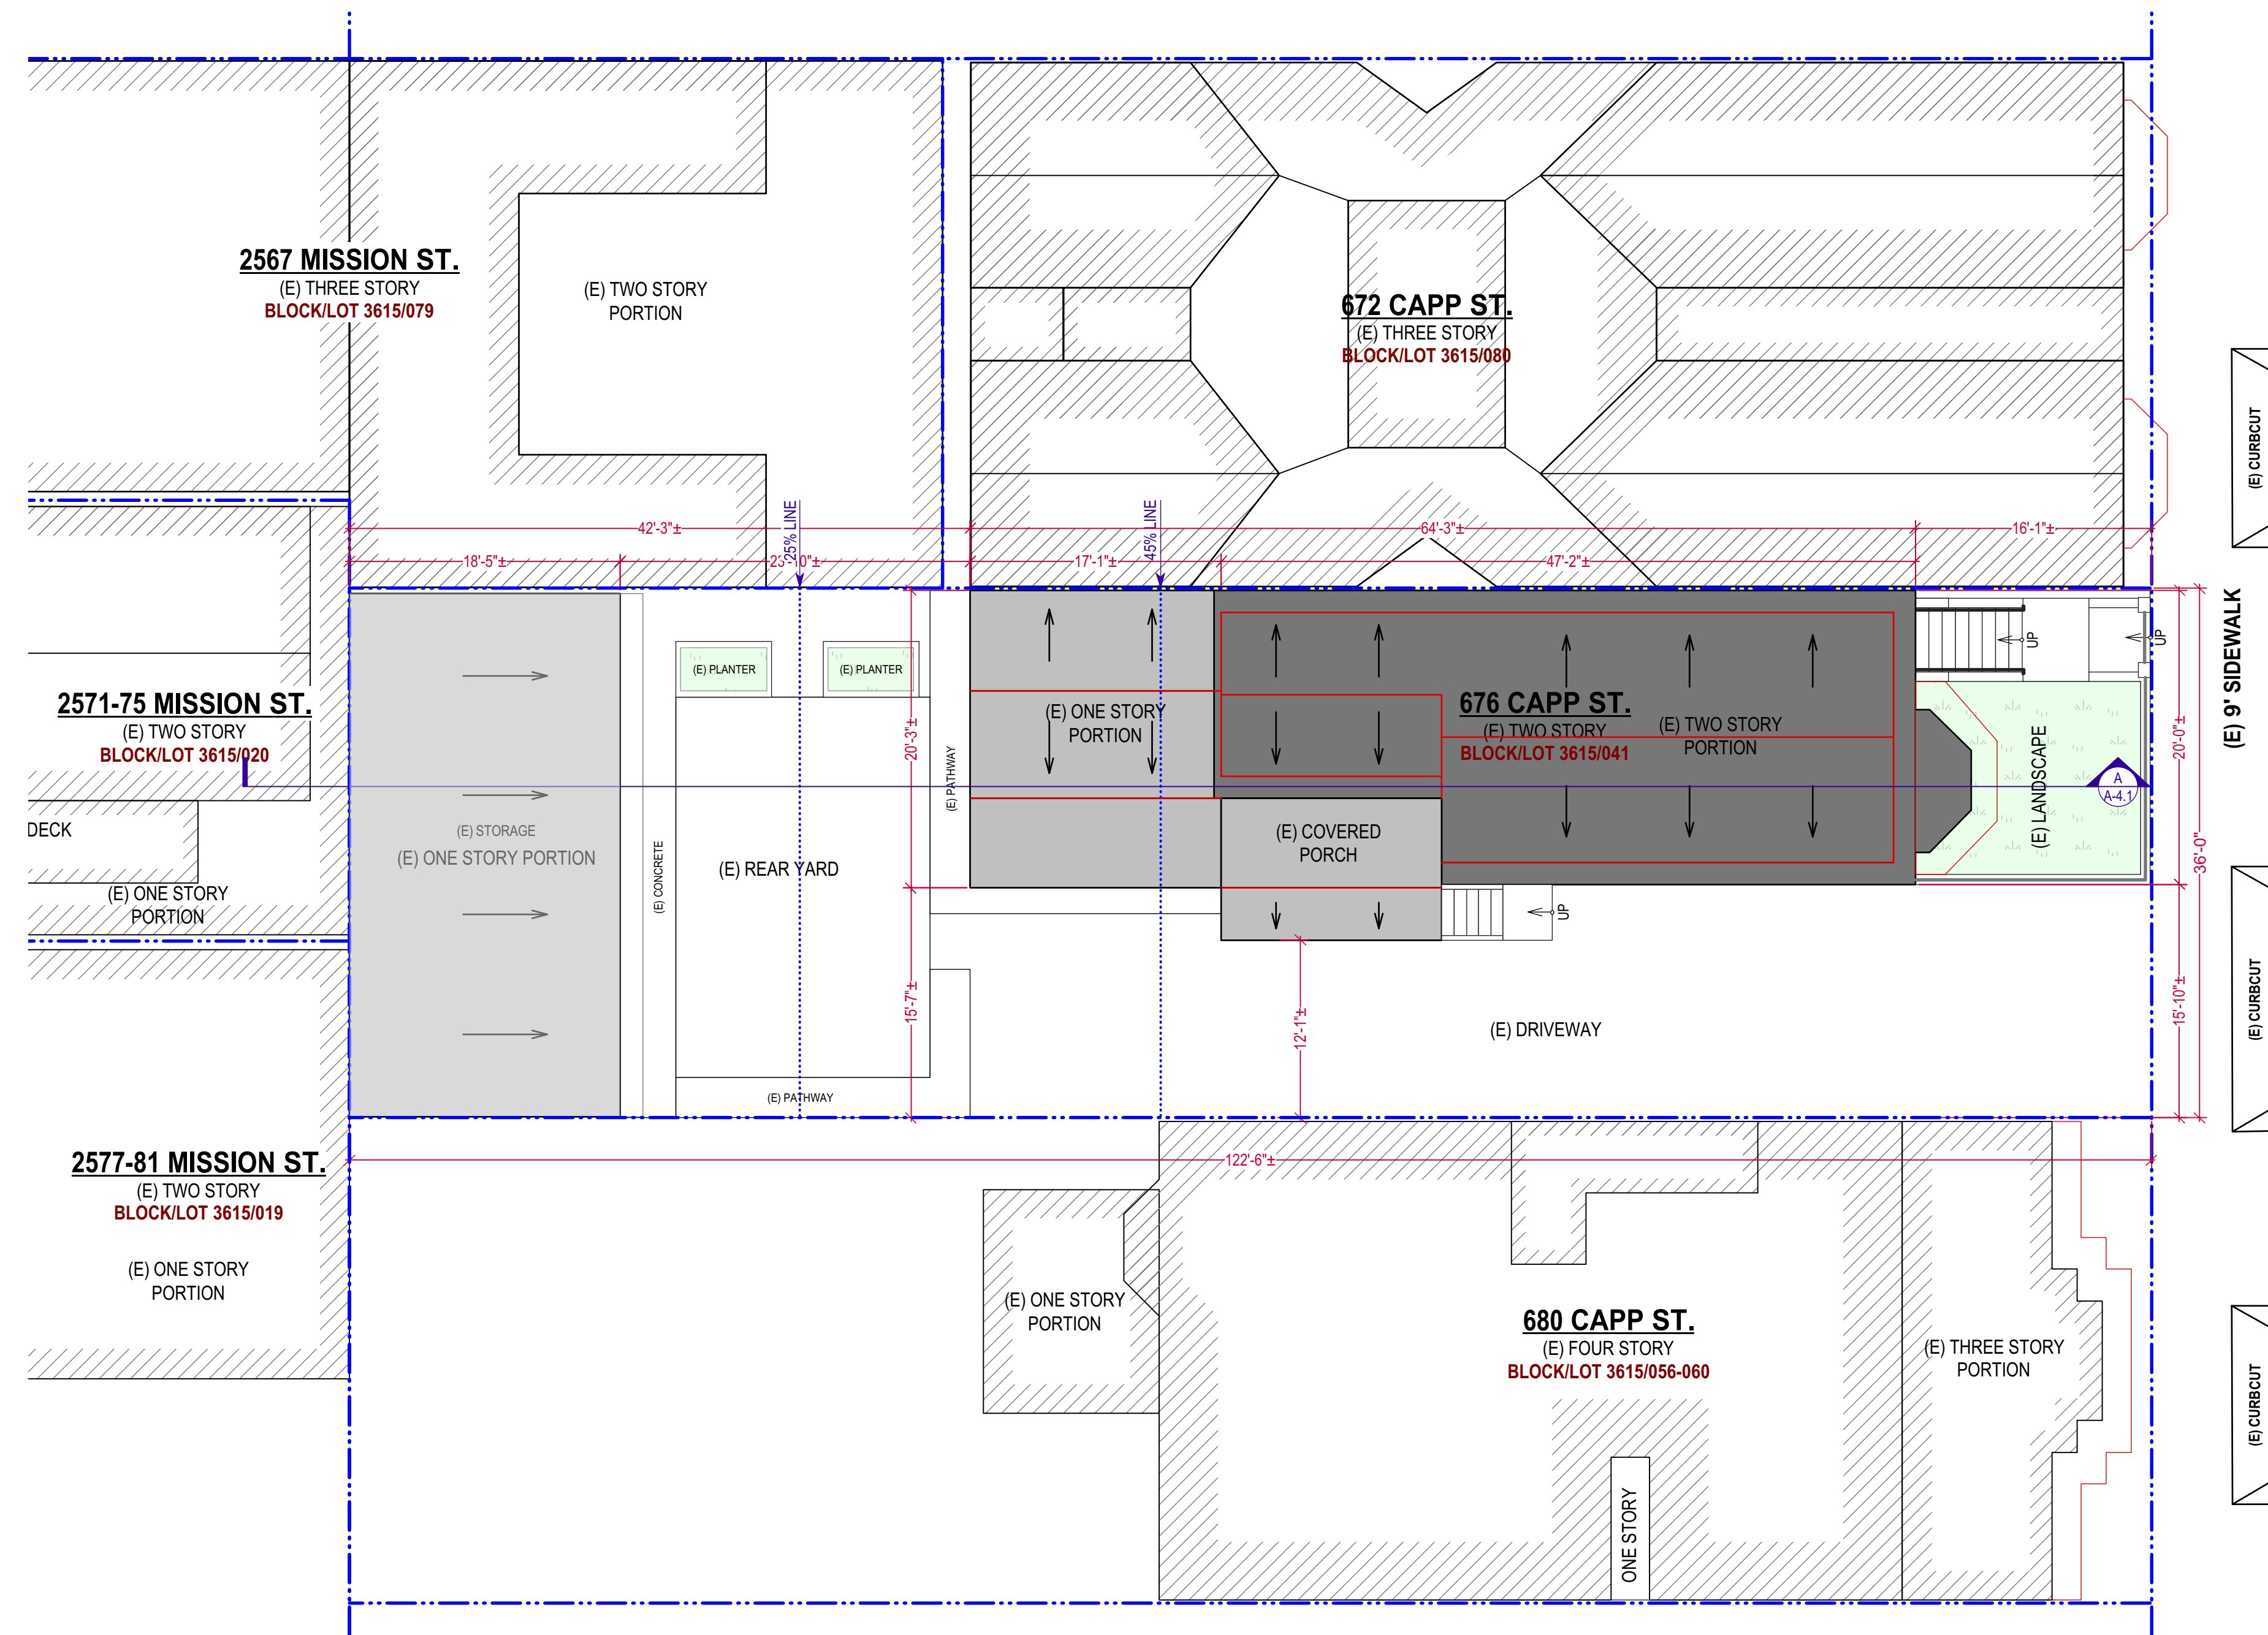 2567 MISSION ST.
(E) THREE STORY
BLOCK/LOT 3615/079
(E) TWO STORY
PORTION
672 CAPP ST.
(E) THREE STORY
BLOCK/LOT 3615/080
(E) CURBCUT
25% LINE
45% LINE
42'-3"±
64'-3"±
16'-1"±
18'-5"±
23'-10"±
17'-1"±
47'-2"±
2571-75 MISSION ST.
(E) TWO STORY
BLOCK/LOT 3615/020
DECK
(E) ONE STORY
PORTION
(E) STORAGE
(E) ONE STORY PORTION
(E) CONCRETE
(E) PLANTER
(E) PLANTER
(E) REAR YARD
(E) PATHWAY
(E) PATHWAY
20'-3"±
15'-7"±
(E) ONE STORY
PORTION
(E) COVERED
PORCH
676 CAPP ST.
(E) TWO STORY
BLOCK/LOT 3615/041
(E) TWO STORY
PORTION
UP
UP
UP
(E) LANDSCAPE
A
A-4.1
20'-0"±
36'-0"
15'-10"±
(E) 9' SIDEWALK
12'-1"±
(E) DRIVEWAY
(E) CURBCUT
122'-6"±
2577-81 MISSION ST.
(E) TWO STORY
BLOCK/LOT 3615/019
(E) ONE STORY
PORTION
(E) ONE STORY
PORTION
680 CAPP ST.
(E) FOUR STORY
BLOCK/LOT 3615/056-060
(E) THREE STORY
PORTION
ONE STORY
(E) CURBCUT